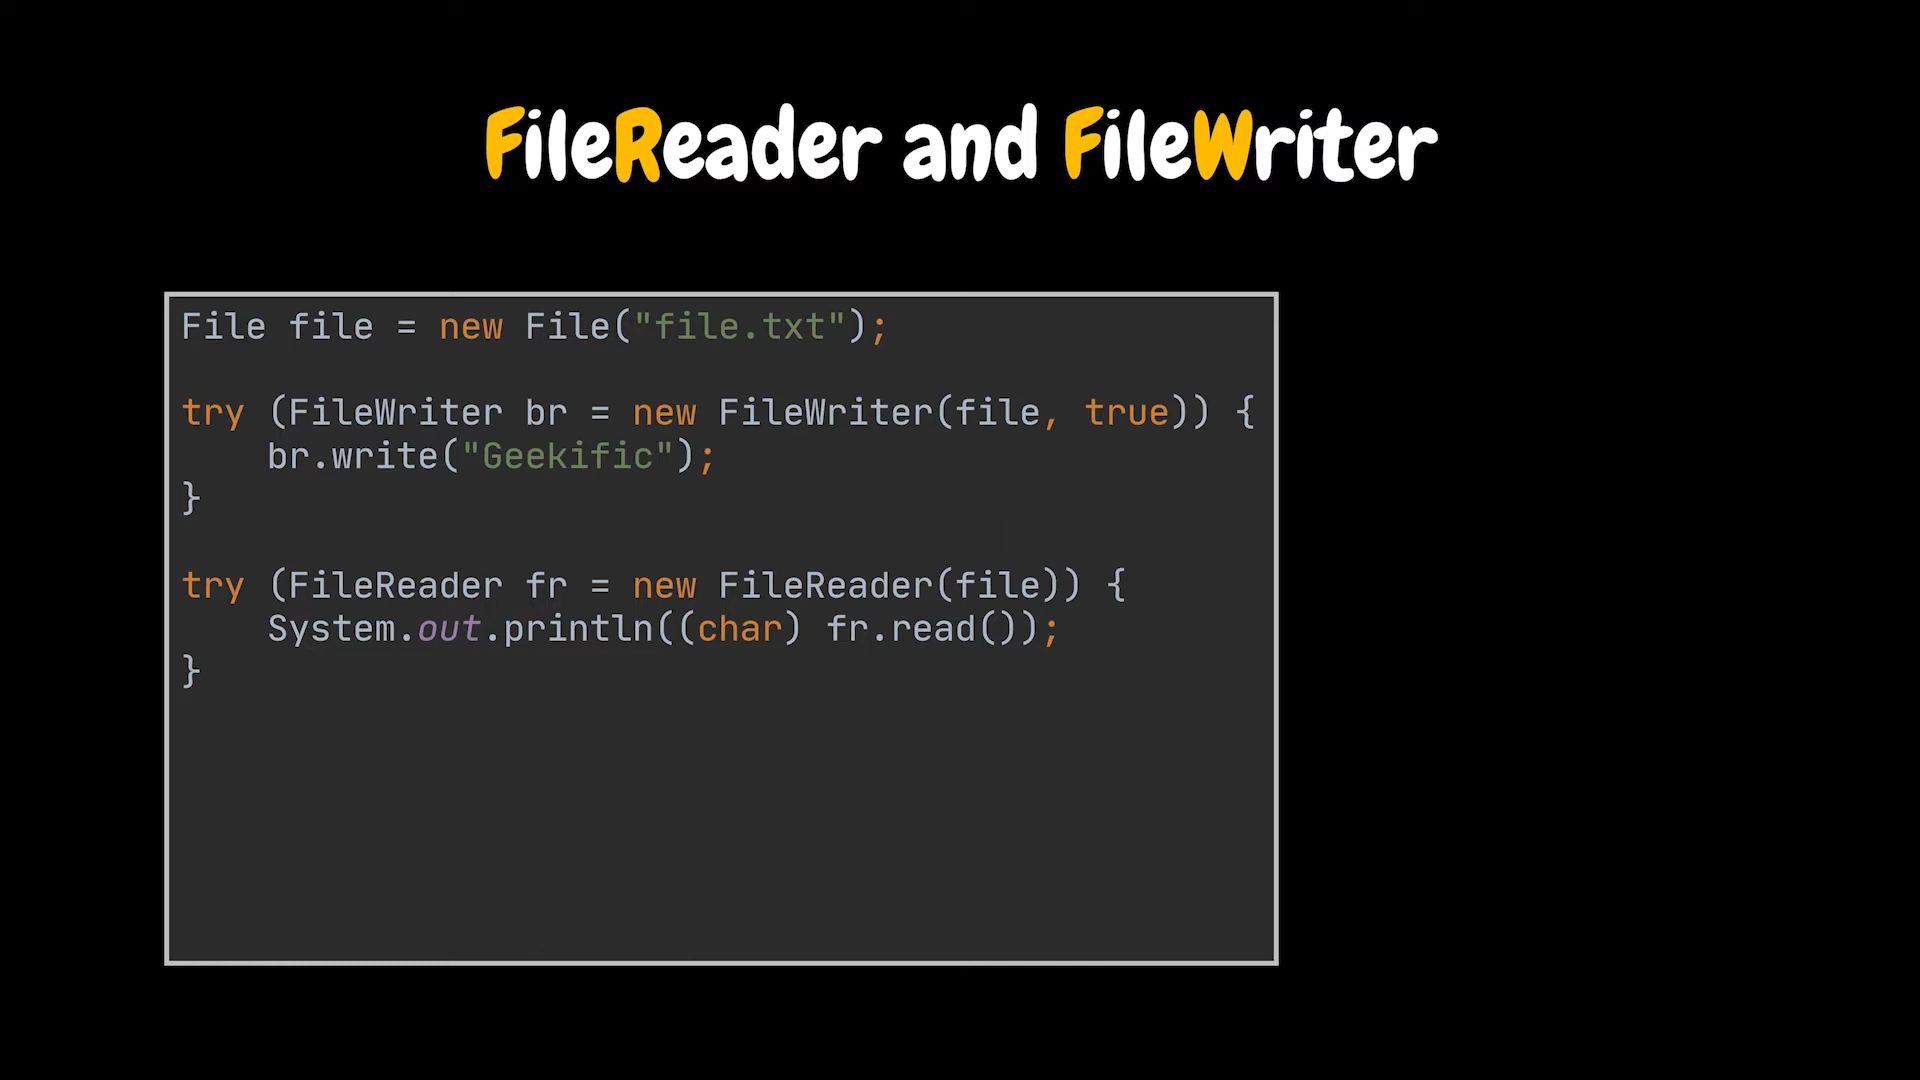 FileReader and FileWriter
File file = new File("file.txt");
try (FileWriter br = new FileWriter(file, true)) {
    br.write("Geekific");
}
try (FileReader fr = new FileReader(file)) {
    System.out.println((char) fr.read());
}